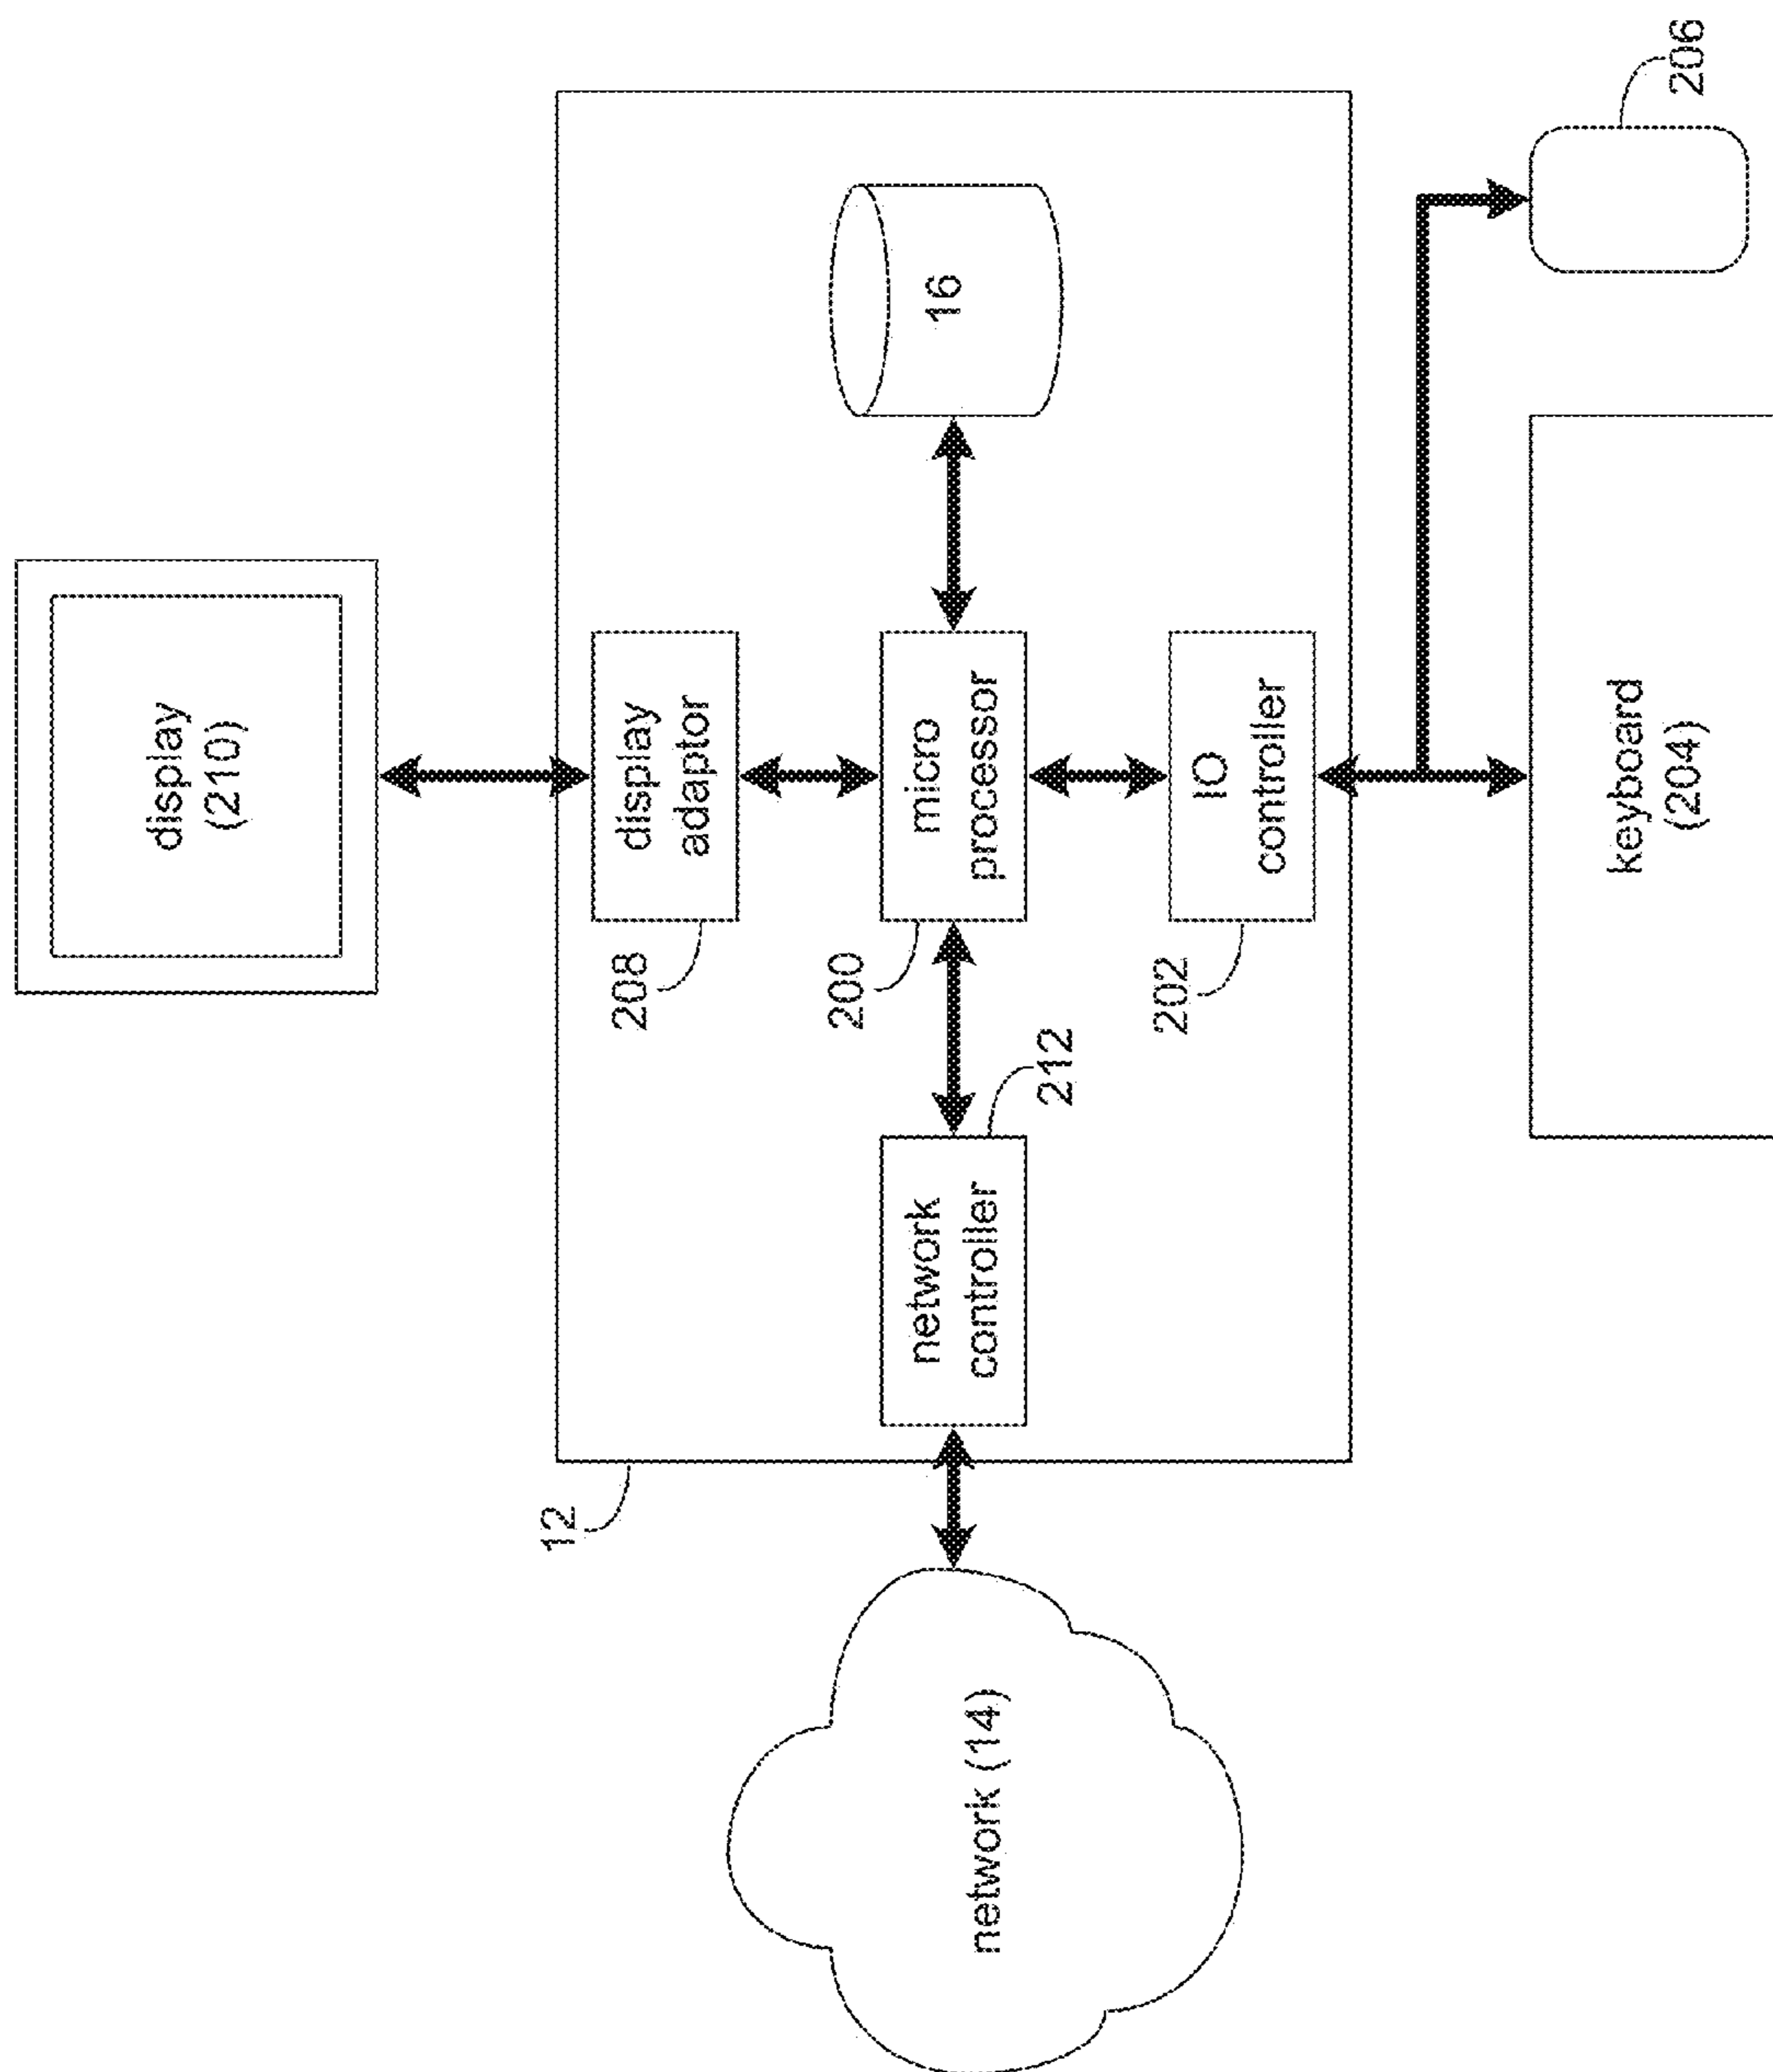 display
(210)
12
208
display
adaptor
200
micro
processor
16
network
controller
212
network (14)
202
IO
controller
keyboard
(204)
206